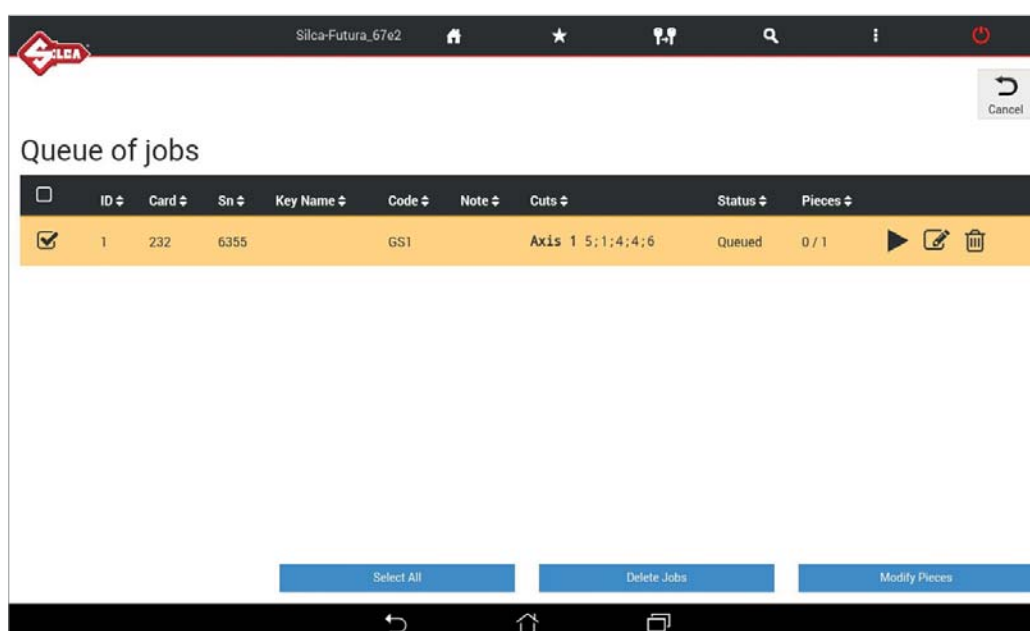 SILCA
Silca-Futura_67e2
Cancel
Queue of jobs
ID Card Sn Key Name Code Note Cuts Status Pieces
1 232 6355 GS1 Axis 1 5;1;4;4;6 Queued 0 / 1
Select All Delete Jobs Modify Pieces